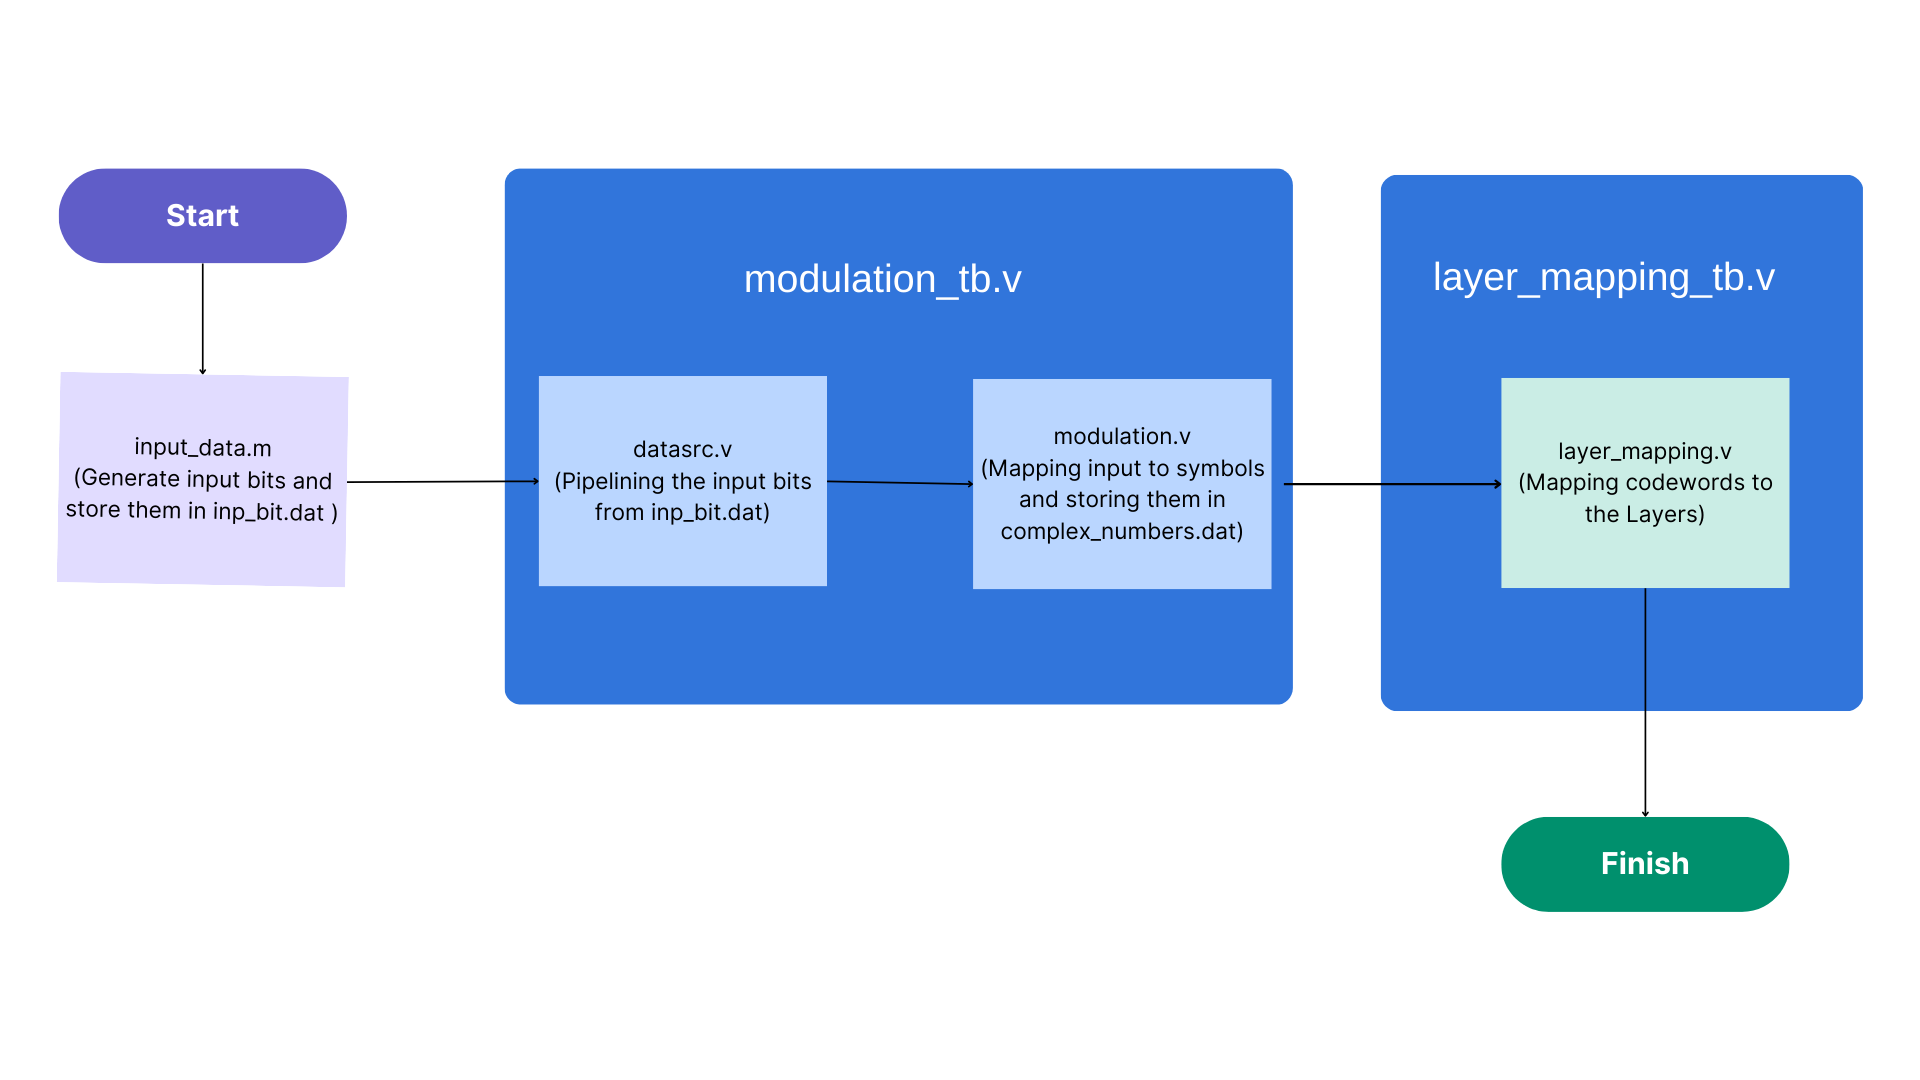 Start
input_data.m
(Generate input bits and
store them in inp_bit.dat )
modulation_tb.v
datasrc.v
(Pipelining the input bits
from inp_bit.dat)
modulation.v
(Mapping input to symbols
and storing them in
complex_numbers.dat)
layer_mapping_tb.v
layer_mapping.v
(Mapping codewords to
the Layers)
Finish